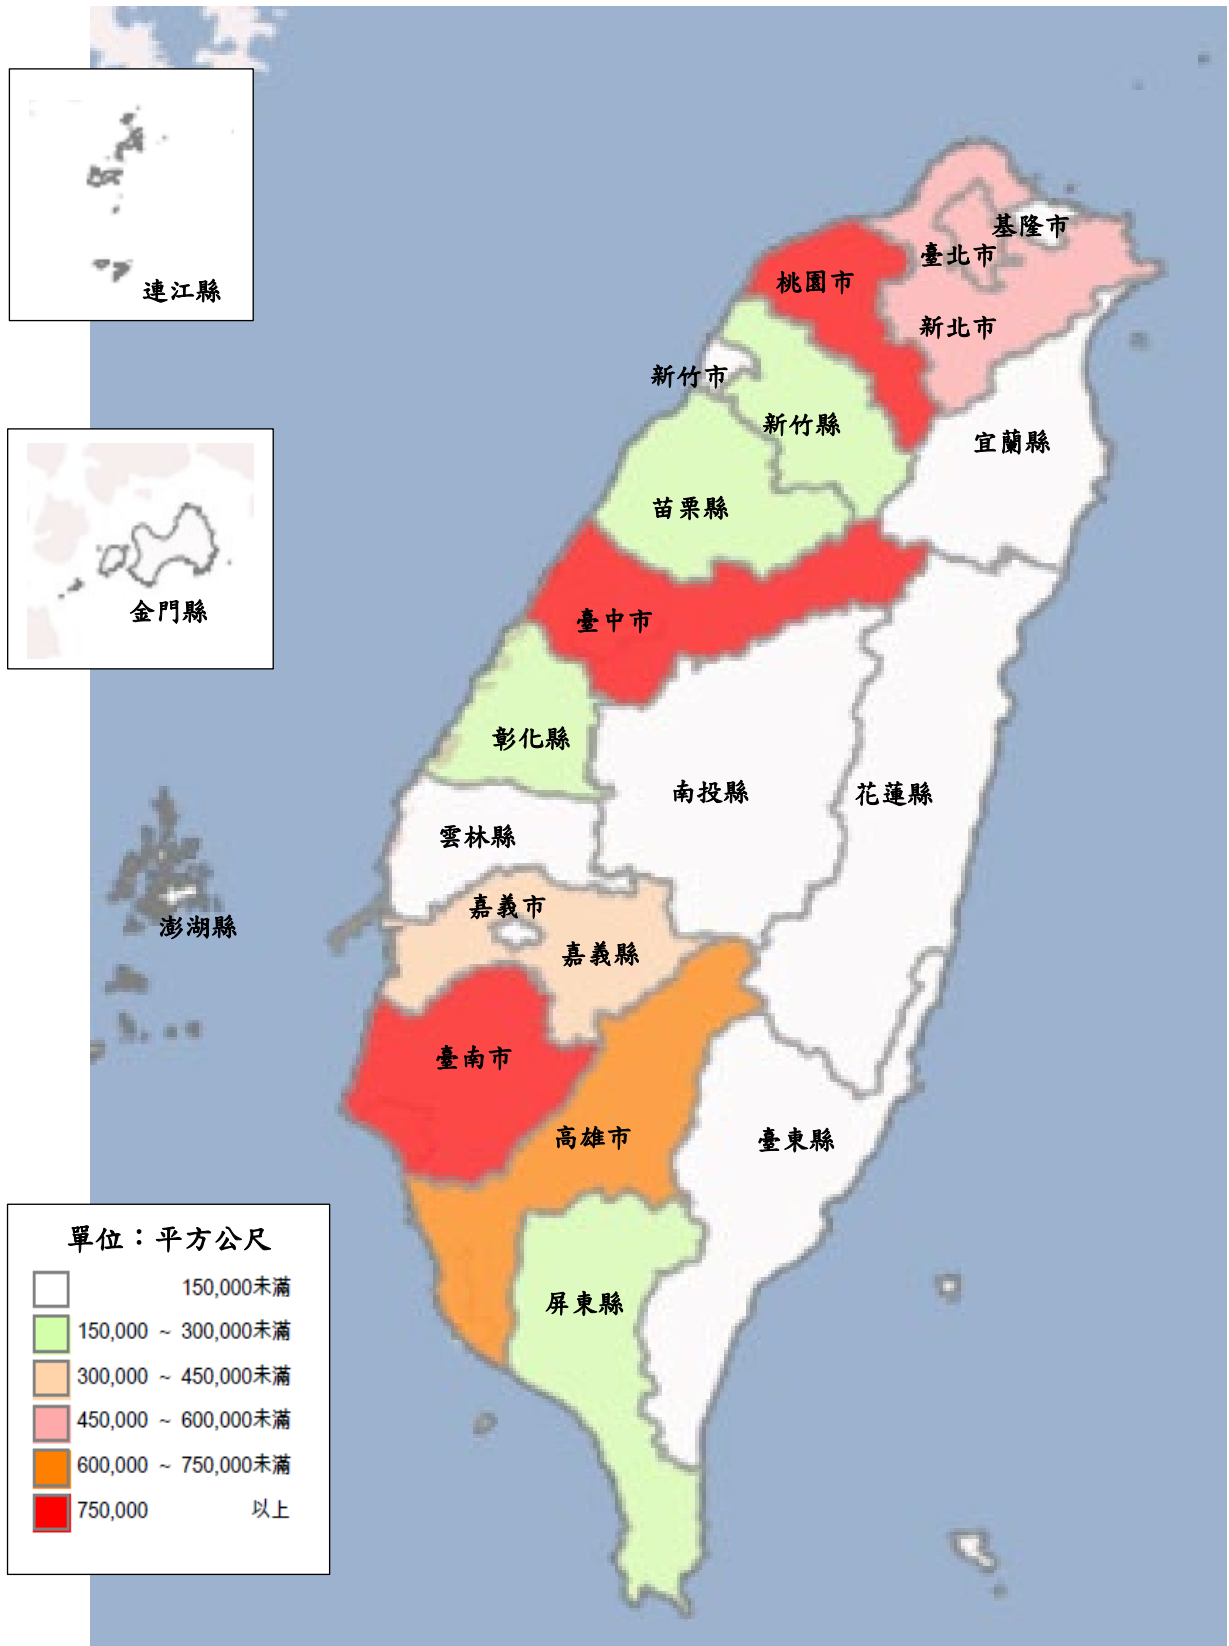 連江縣
金門縣
基隆市
臺北市
桃園市
新北市
新竹市
新竹縣
宜蘭縣
苗栗縣
臺中市
彰化縣
南投縣
花蓮縣
雲林縣
嘉義市
澎湖縣
嘉義縣
臺南市
高雄市
臺東縣
屏東縣
單位：平方公尺
150,000未滿
150,000 ~ 300,000未滿
300,000 ~ 450,000未滿
450,000 ~ 600,000未滿
600,000 ~ 750,000未滿
750,000 以上